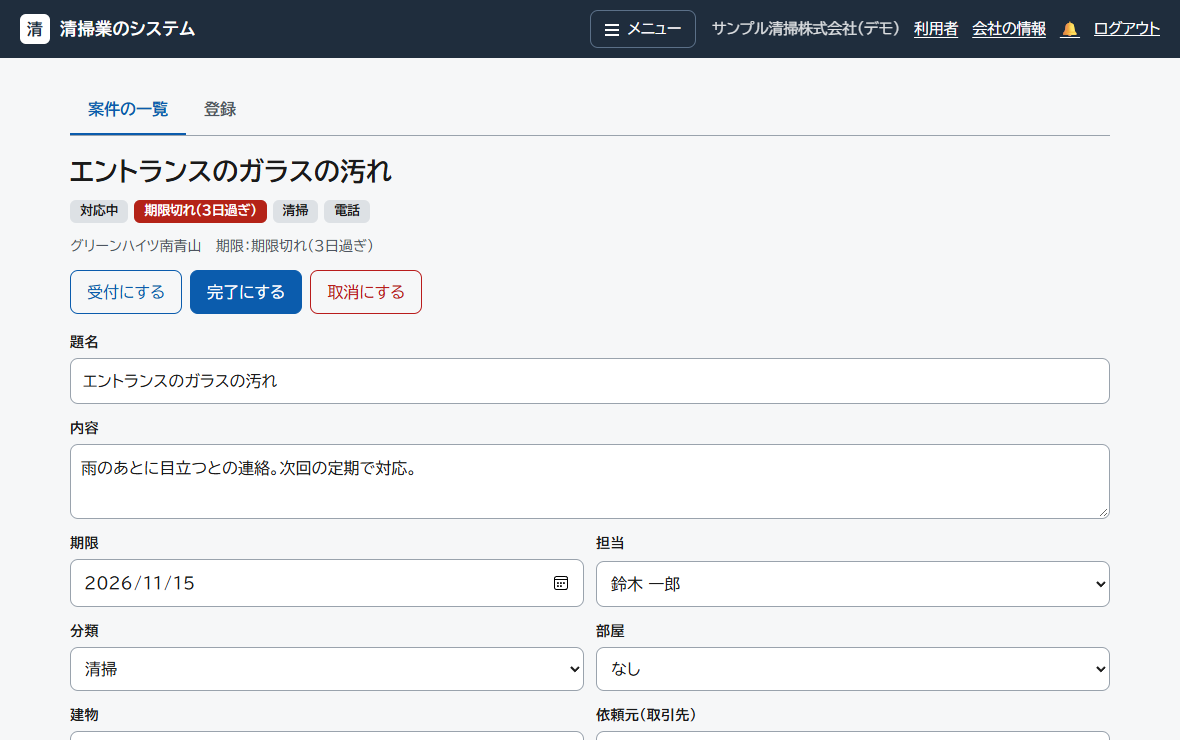 清 清掃業のシステム メニュー サンプル清掃株式会社(デモ) 利用者 会社の情報 ログアウト
案件の一覧 登録
エントランスのガラスの汚れ
対応中 期限切れ(3日過ぎ) 清掃 電話
グリーンハイツ南青山 期限:期限切れ(3日過ぎ)
受付にする 完了にする 取消にする
題名
エントランスのガラスの汚れ
内容
雨のあとに目立つとの連絡。次回の定期で対応。
期限 担当
2026/11/15 鈴木 一郎
分類 部屋
清掃 なし
建物 依頼元(取引先)